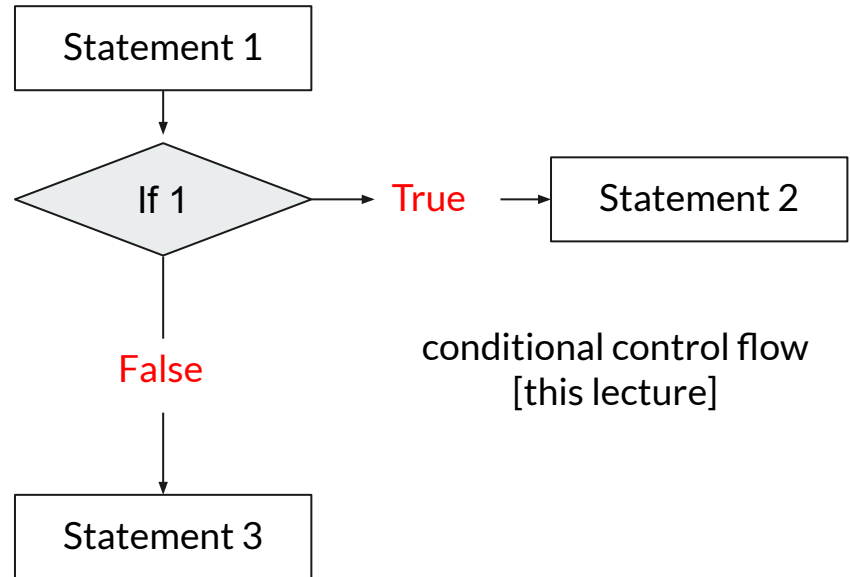 Statement 1
If 1
True
Statement 2
False
conditional control flow
[this lecture]
Statement 3